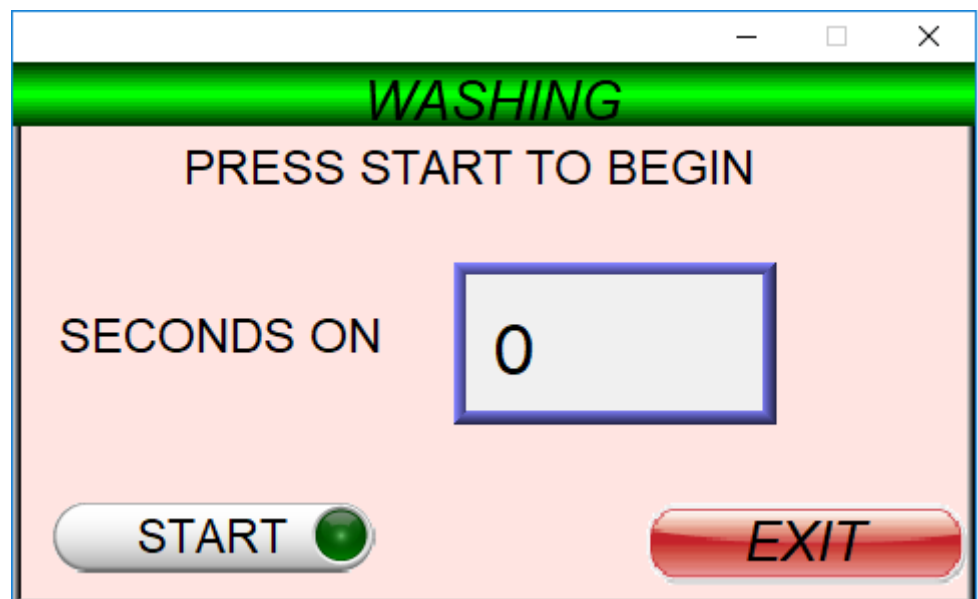 WASHING
PRESS START TO BEGIN
SECONDS ON
0
START
EXIT